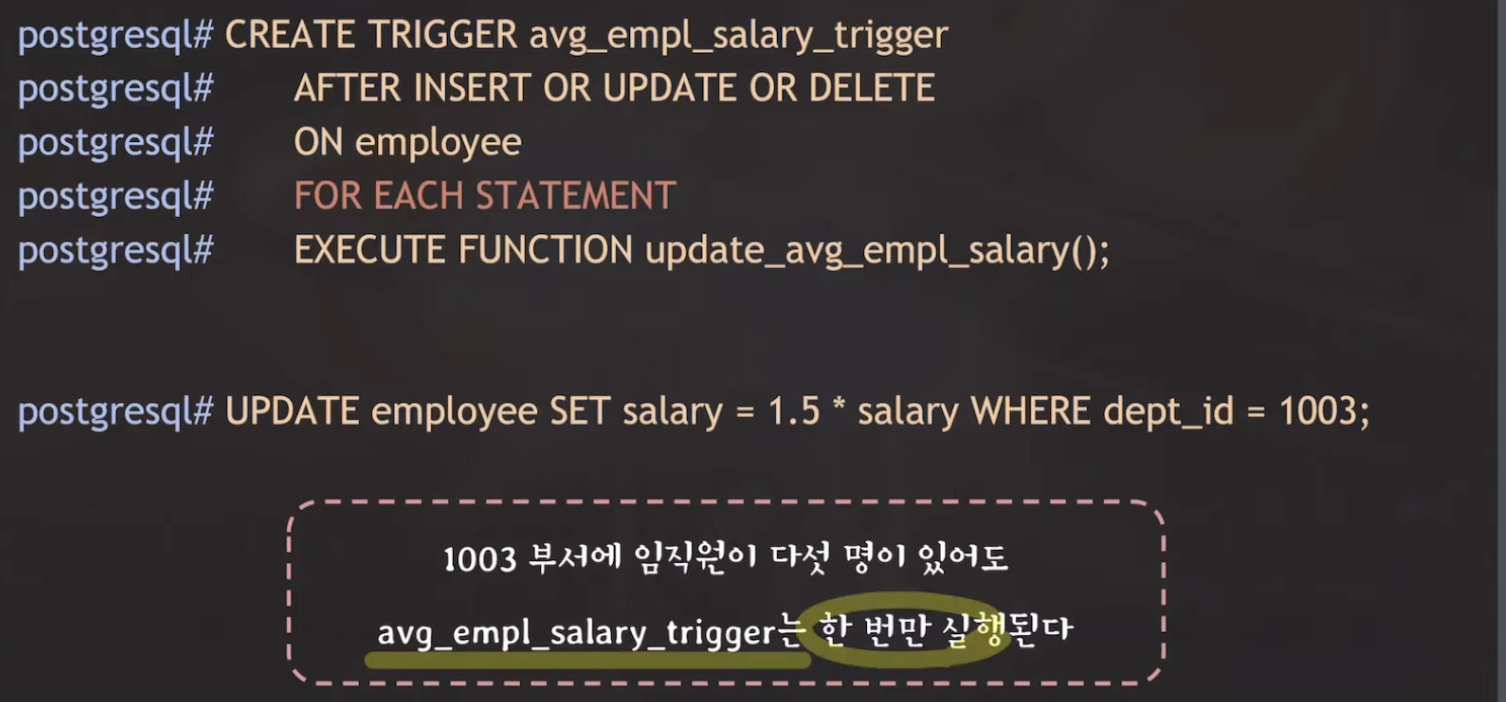 postgresql# CREATE TRIGGER avg_empl_salary_trigger
postgresql# AFTER INSERT OR UPDATE OR DELETE
postgresql# ON employee
postgresql# FOR EACH STATEMENT
postgresql# EXECUTE FUNCTION update_avg_empl_salary();
postgresql# UPDATE employee SET salary = 1.5 * salary WHERE dept_id = 1003;
1003 부서에 임직원이 다섯 명이 있어도
avg_empl_salary_trigger는 한 번만 실행된다